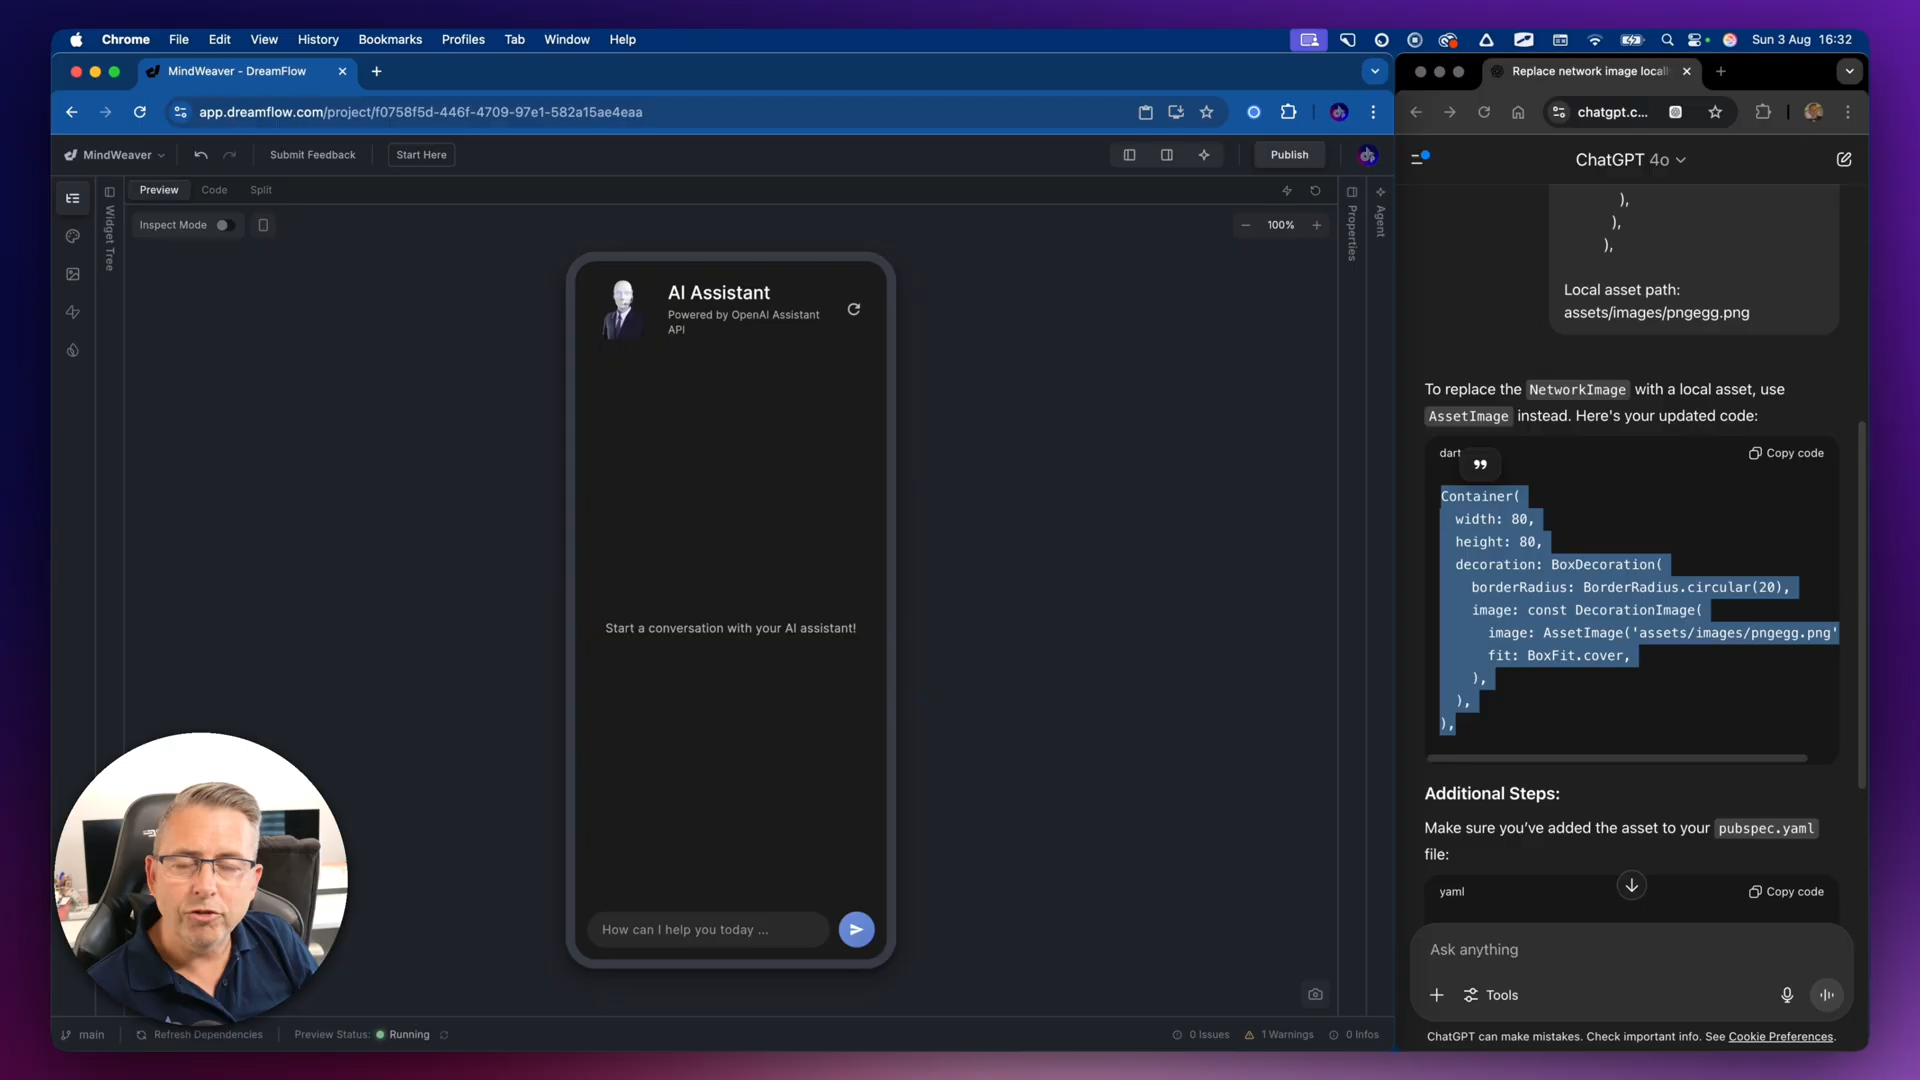 Chrome File Edit View History Bookmarks Profiles Tab Window Help
Sun 3 Aug 16:32
MindWeaver - DreamFlow
app.dreamflow.com/project/f0758f5d-446f-4709-97e1-582a15ae4eaa
MindWeaver
Submit Feedback
Start Here
Publish
Preview Code Split
Inspect Mode
100%
Widget Tree
Properties
Agent
AI Assistant
Powered by OpenAI Assistant
API
Start a conversation with your AI assistant!
How can I help you today ...
main
Refresh Dependencies
Preview Status: Running
0 Issues
1 Warnings
0 Infos
Replace network image locall
chatgpt.c...
ChatGPT 4o
),
),
),
Local asset path:
assets/images/pngegg.png
To replace the NetworkImage with a local asset, use
AssetImage instead. Here's your updated code:
dart
Copy code
Container(
width: 80,
height: 80,
decoration: BoxDecoration(
borderRadius: BorderRadius.circular(20),
image: const DecorationImage(
image: AssetImage('assets/images/pngegg.png'
fit: BoxFit.cover,
),
),
),
Additional Steps:
Make sure you've added the asset to your pubspec.yaml
file:
yaml
Copy code
Ask anything
Tools
ChatGPT can make mistakes. Check important info. See Cookie Preferences.